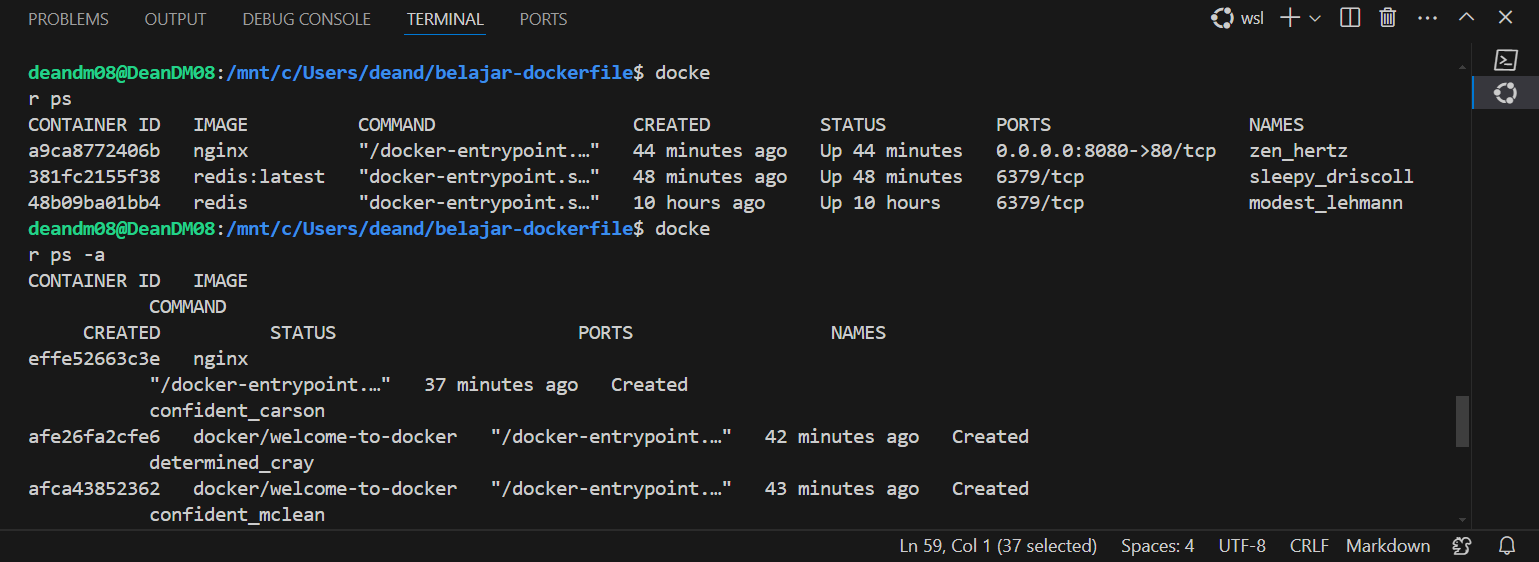 PROBLEMS OUTPUT DEBUG CONSOLE TERMINAL PORTS wsl
deandm08@DeanDM08:/mnt/c/Users/deand/belajar-dockerfile$ docke
r ps
CONTAINER ID IMAGE COMMAND CREATED STATUS PORTS NAMES
a9ca8772406b nginx "/docker-entrypoint.…" 44 minutes ago Up 44 minutes 0.0.0.0:8080->80/tcp zen_hertz
381fc2155f38 redis:latest "docker-entrypoint.s…" 48 minutes ago Up 48 minutes 6379/tcp sleepy_driscoll
48b09ba01bb4 redis "docker-entrypoint.s…" 10 hours ago Up 10 hours 6379/tcp modest_lehmann
deandm08@DeanDM08:/mnt/c/Users/deand/belajar-dockerfile$ docke
r ps -a
CONTAINER ID IMAGE
COMMAND
CREATED STATUS PORTS NAMES
effe52663c3e nginx
"/docker-entrypoint.…" 37 minutes ago Created
confident_carson
afe26fa2cfe6 docker/welcome-to-docker "/docker-entrypoint.…" 42 minutes ago Created
determined_cray
afca43852362 docker/welcome-to-docker "/docker-entrypoint.…" 43 minutes ago Created
confident_mclean
Ln 59, Col 1 (37 selected) Spaces: 4 UTF-8 CRLF Markdown